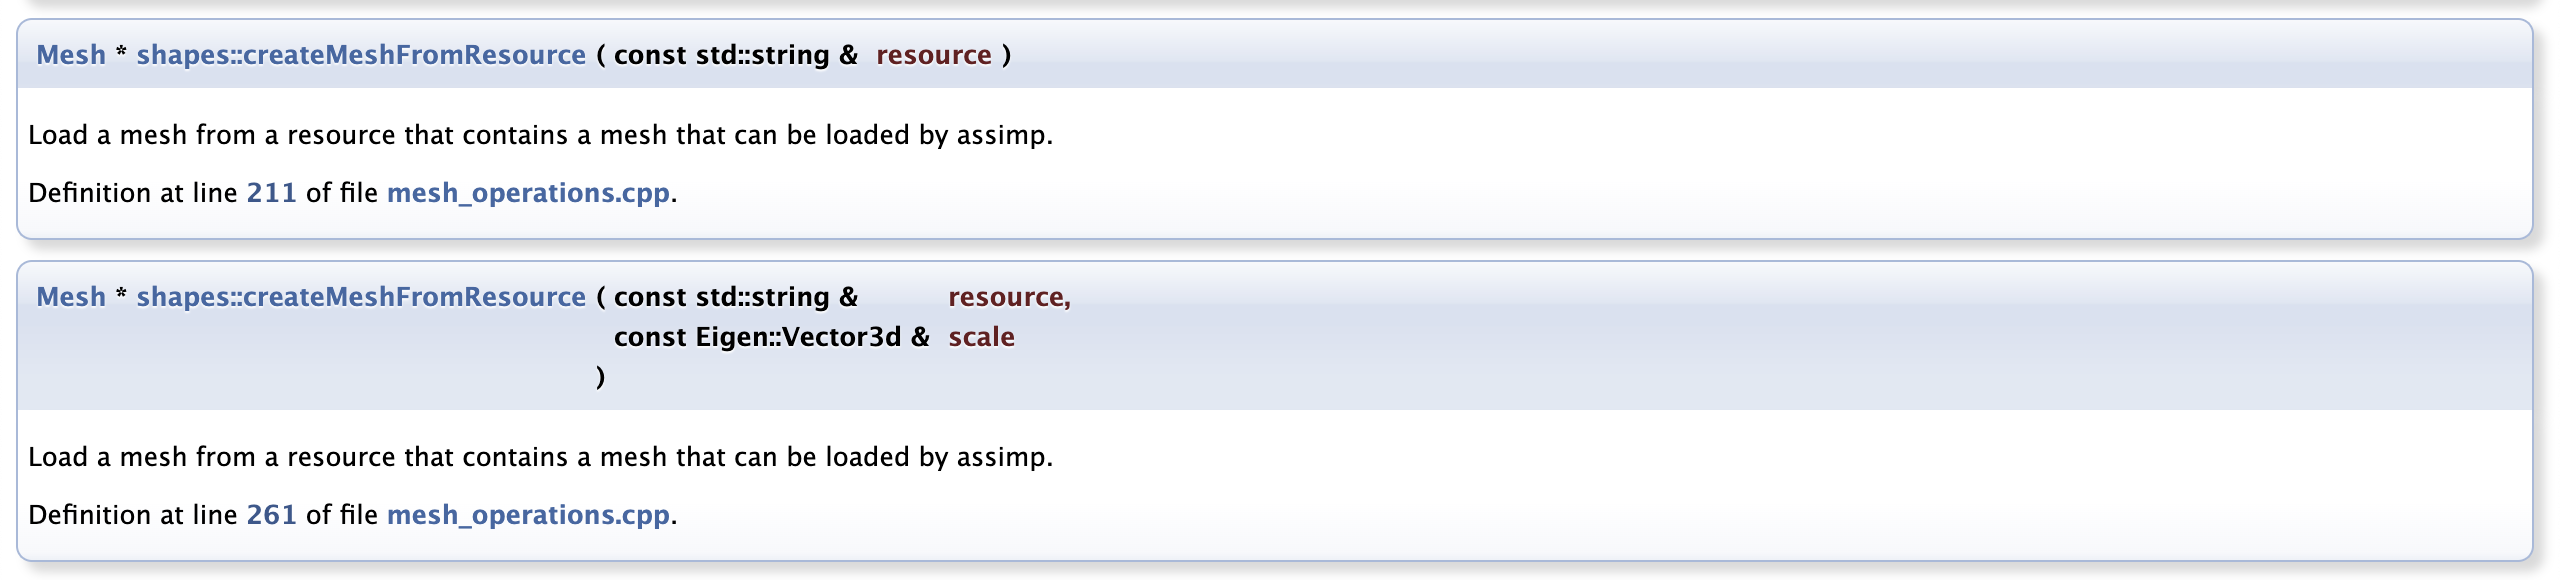 Mesh * shapes::createMeshFromResource ( const std::string & resource )
Load a mesh from a resource that contains a mesh that can be loaded by assimp.
Definition at line 211 of file mesh_operations.cpp.
Mesh * shapes::createMeshFromResource ( const std::string & resource,
const Eigen::Vector3d & scale
)
Load a mesh from a resource that contains a mesh that can be loaded by assimp.
Definition at line 261 of file mesh_operations.cpp.